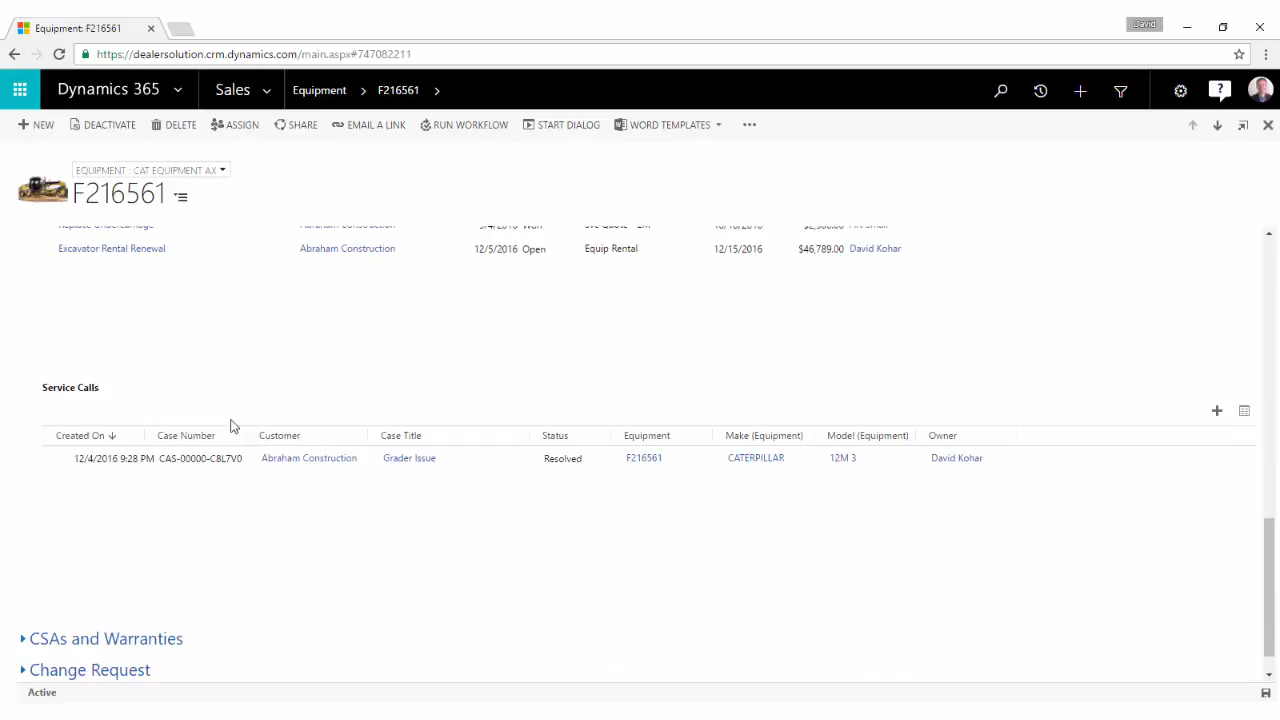 Equipment: F216561
David
https://dealersolution.crm.dynamics.com/main.aspx#747082211
Dynamics 365 Sales Equipment F216561
NEW DEACTIVATE DELETE ASSIGN SHARE EMAIL A LINK RUN WORKFLOW START DIALOG WORD TEMPLATES
EQUIPMENT : CAT EQUIPMENT AX
F216561
Replace Undercarriage Abraham Construction Won
Excavator Rental Renewal Abraham Construction 12/5/2016 Open Equip Rental 12/15/2016 $46,789.00 David Kohar
Service Calls
Created On Case Number Customer Case Title Status Equipment Make (Equipment) Model (Equipment) Owner
12/4/2016 9:28 PM CAS-00000-C8L7V0 Abraham Construction Grader Issue Resolved F216561 CATERPILLAR 12M 3 David Kohar
CSAs and Warranties
Change Request
Active